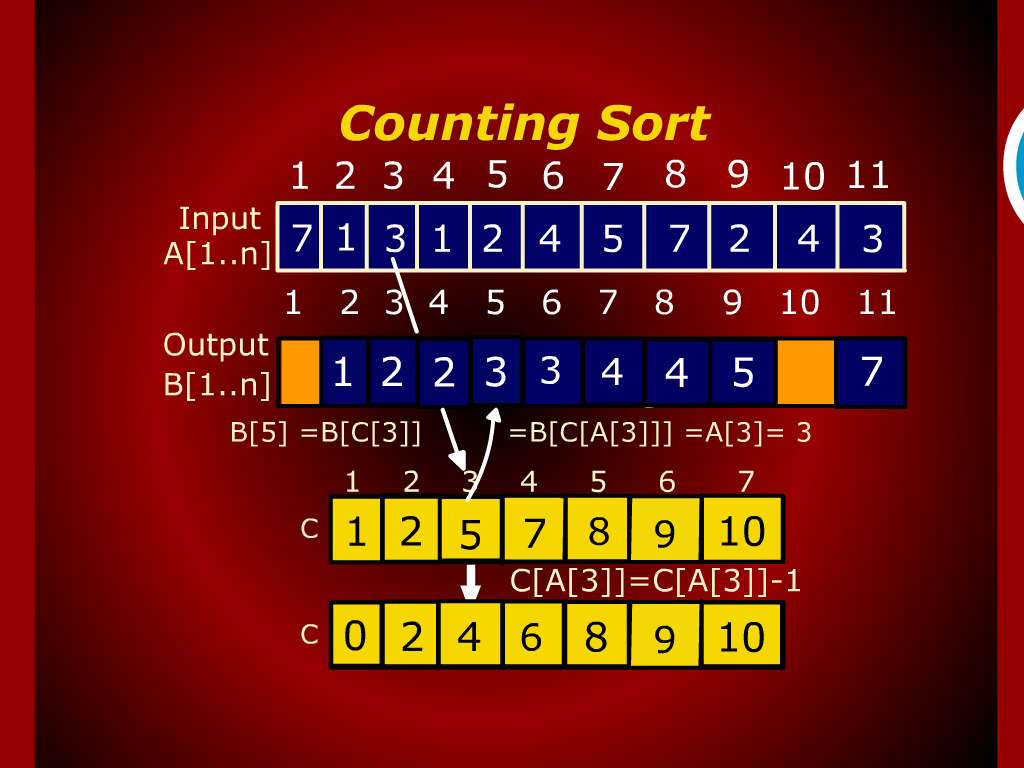 Counting Sort
1 2 3 4 5 6 7 8 9 10 11
Input
A[1..n]
7 1 3 1 2 4 5 7 2 4 3
1 2 3 4 5 6 7 8 9 10 11
Output
B[1..n]
1 2 2 3 3 4 4 5 7
B[5] =B[C[3]] =B[C[A[3]]] =A[3]= 3
1 2 3 4 5 6 7
C 1 2 5 7 8 9 10
C[A[3]]=C[A[3]]-1
C 0 2 4 6 8 9 10